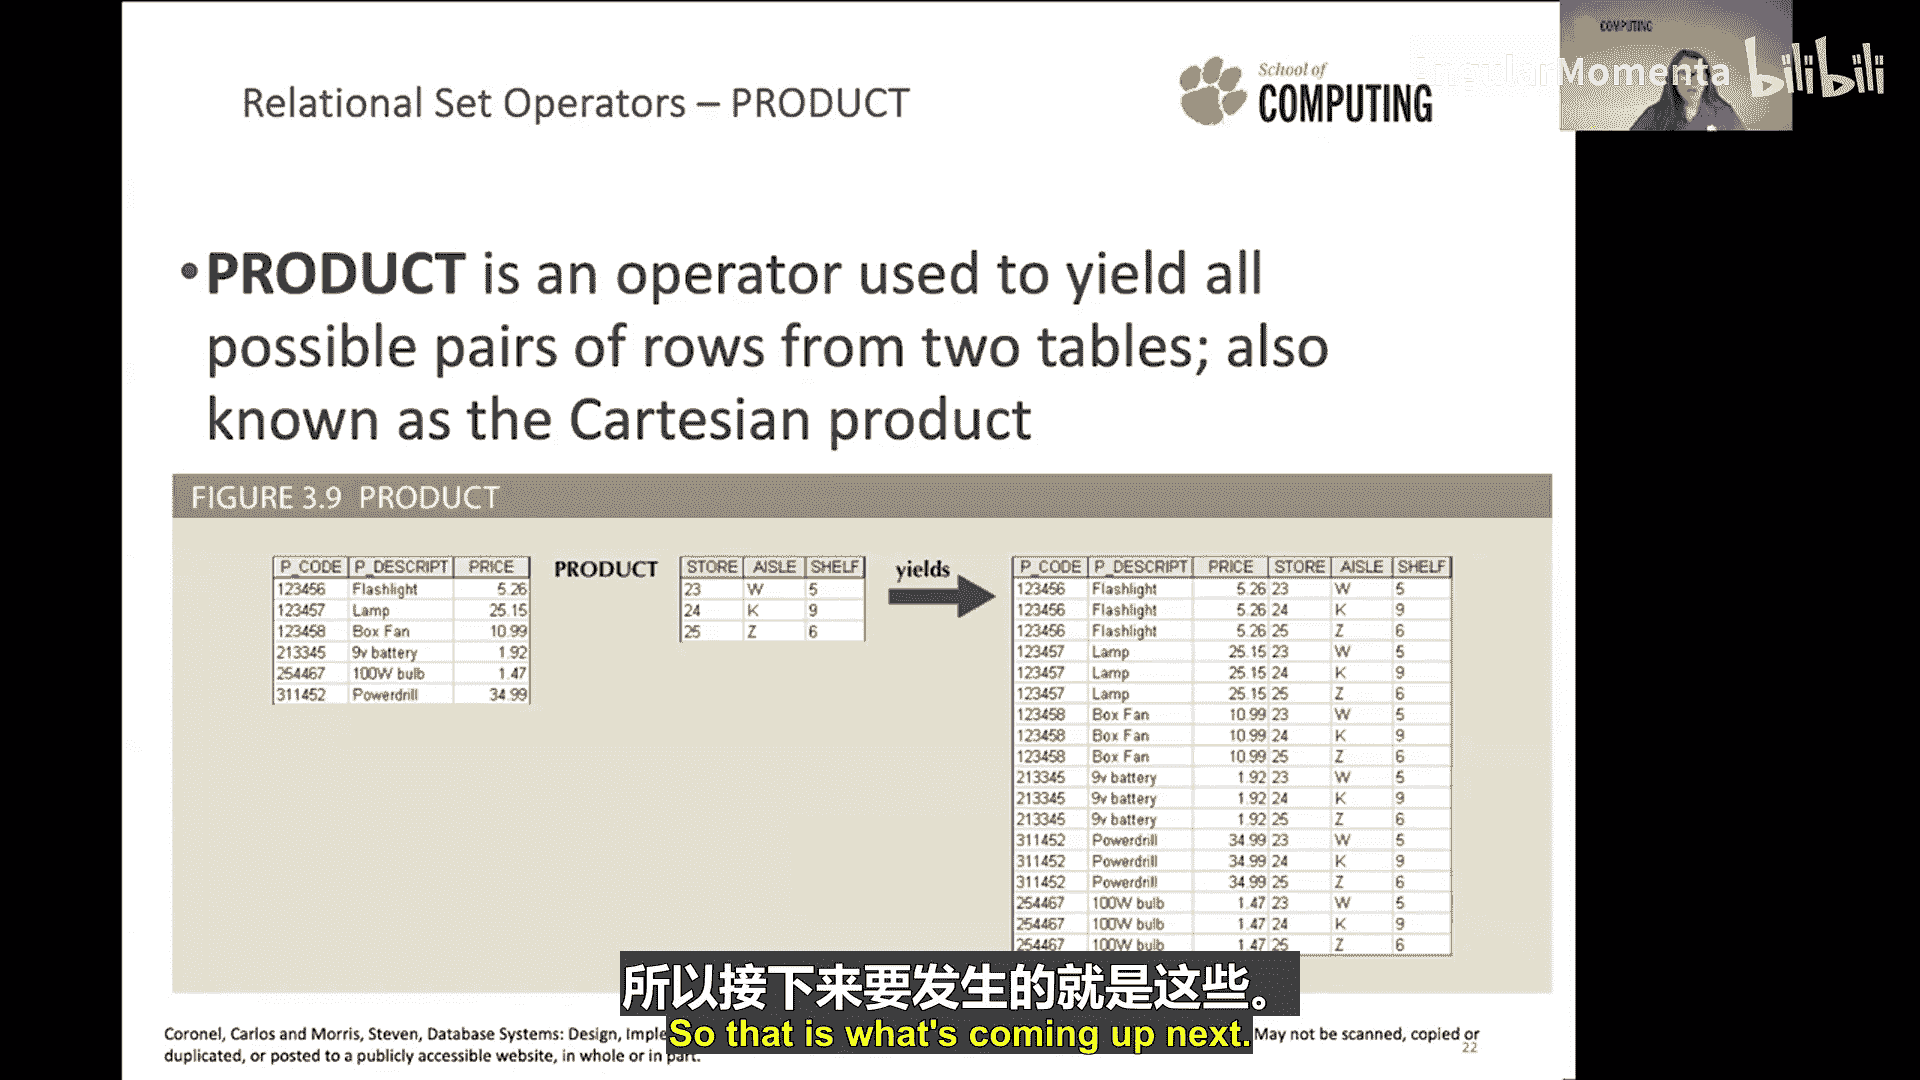 COMPUTING
Momenta bilibili
Relational Set Operators – PRODUCT
School of
COMPUTING
•PRODUCT is an operator used to yield all
possible pairs of rows from two tables; also
known as the Cartesian product
FIGURE 3.9 PRODUCT
P_CODE P_DESCRIPT PRICE
123456 Flashlight 5.26
123457 Lamp 25.15
123458 Box Fan 10.99
213345 9v battery 1.92
254467 100W bulb 1.47
311452 Powerdrill 34.99
PRODUCT
STORE AISLE SHELF
23 W 5
24 K 9
25 Z 6
yields
P_CODE P_DESCRIPT PRICE STORE AISLE SHELF
123456 Flashlight 5.26 23 W 5
123456 Flashlight 5.26 24 K 9
123456 Flashlight 5.26 25 Z 6
123457 Lamp 25.15 23 W 5
123457 Lamp 25.15 24 K 9
123457 Lamp 25.15 25 Z 6
123458 Box Fan 10.99 23 W 5
123458 Box Fan 10.99 24 K 9
123458 Box Fan 10.99 25 Z 6
213345 9v battery 1.92 23 W 5
213345 9v battery 1.92 24 K 9
213345 9v battery 1.92 25 Z 6
311452 Powerdrill 34.99 23 W 5
311452 Powerdrill 34.99 24 K 9
311452 Powerdrill 34.99 25 Z 6
254467 100W bulb 1.47 23 W 5
254467 100W bulb 1.47 24 K 9
254467 100W bulb 1.47 25 Z 6
所以接下来要发生的就是这些。
So that is what's coming up next.
Coronel, Carlos and Morris, Steven, Database Systems: Design, May not be scanned, copied or
duplicated, or posted to a publicly accessible website, in whole or in part.
22